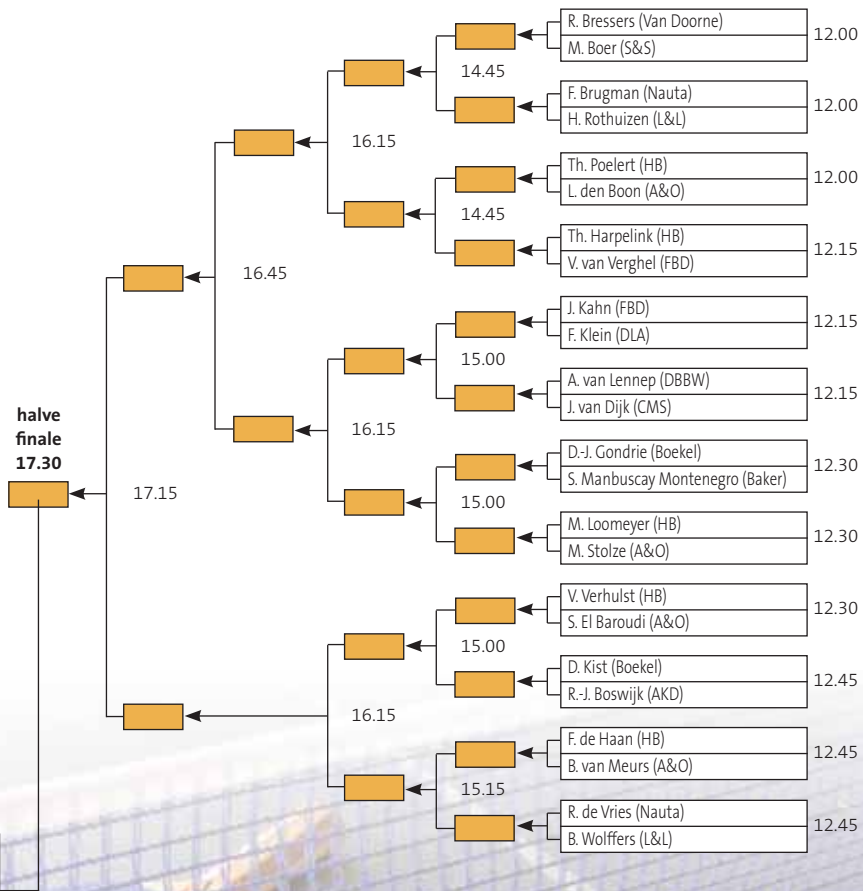 R. Bressers (Van Doorne)
M. Boer (S&S)
12.00
14.45
F. Brugman (Nauta)
H. Rothuizen (L&L)
12.00
16.15
Th. Poelert (HB)
L. den Boon (A&O)
12.00
14.45
Th. Harpelink (HB)
V. van Verghel (FBD)
12.15
16.45
J. Kahn (FBD)
F. Klein (DLA)
12.15
15.00
A. van Lennep (DBBW)
J. van Dijk (CMS)
12.15
halve
finale
17.30
16.15
D.-J. Gondrie (Boekel)
S. Manbuscay Montenegro (Baker)
12.30
17.15
15.00
M. Loomeyer (HB)
M. Stolze (A&O)
12.30
V. Verhulst (HB)
S. El Baroudi (A&O)
12.30
15.00
D. Kist (Boekel)
R.-J. Boswijk (AKD)
12.45
16.15
F. de Haan (HB)
B. van Meurs (A&O)
12.45
15.15
R. de Vries (Nauta)
B. Wolffers (L&L)
12.45